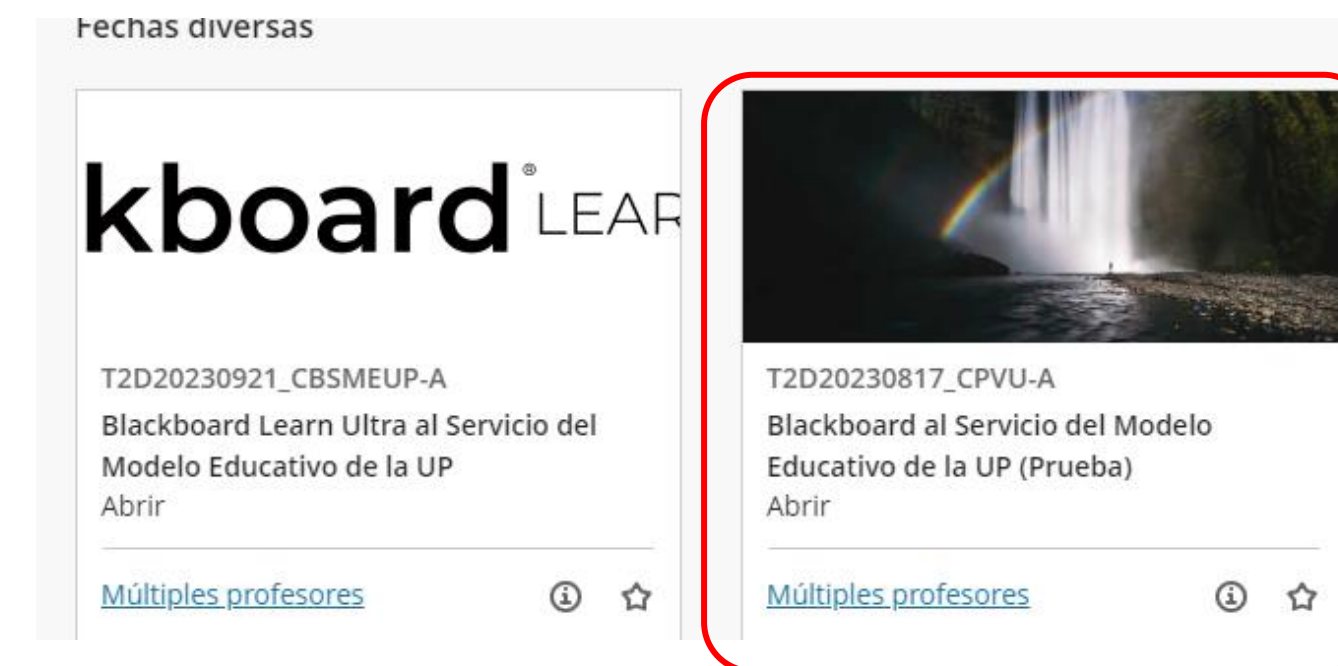 Fechas diversas
kboard® LEAR
T2D20230921_CBSMEUP-A
Blackboard Learn Ultra al Servicio del
Modelo Educativo de la UP
Abrir
Múltiples profesores
T2D20230817_CPVU-A
Blackboard al Servicio del Modelo
Educativo de la UP (Prueba)
Abrir
Múltiples profesores